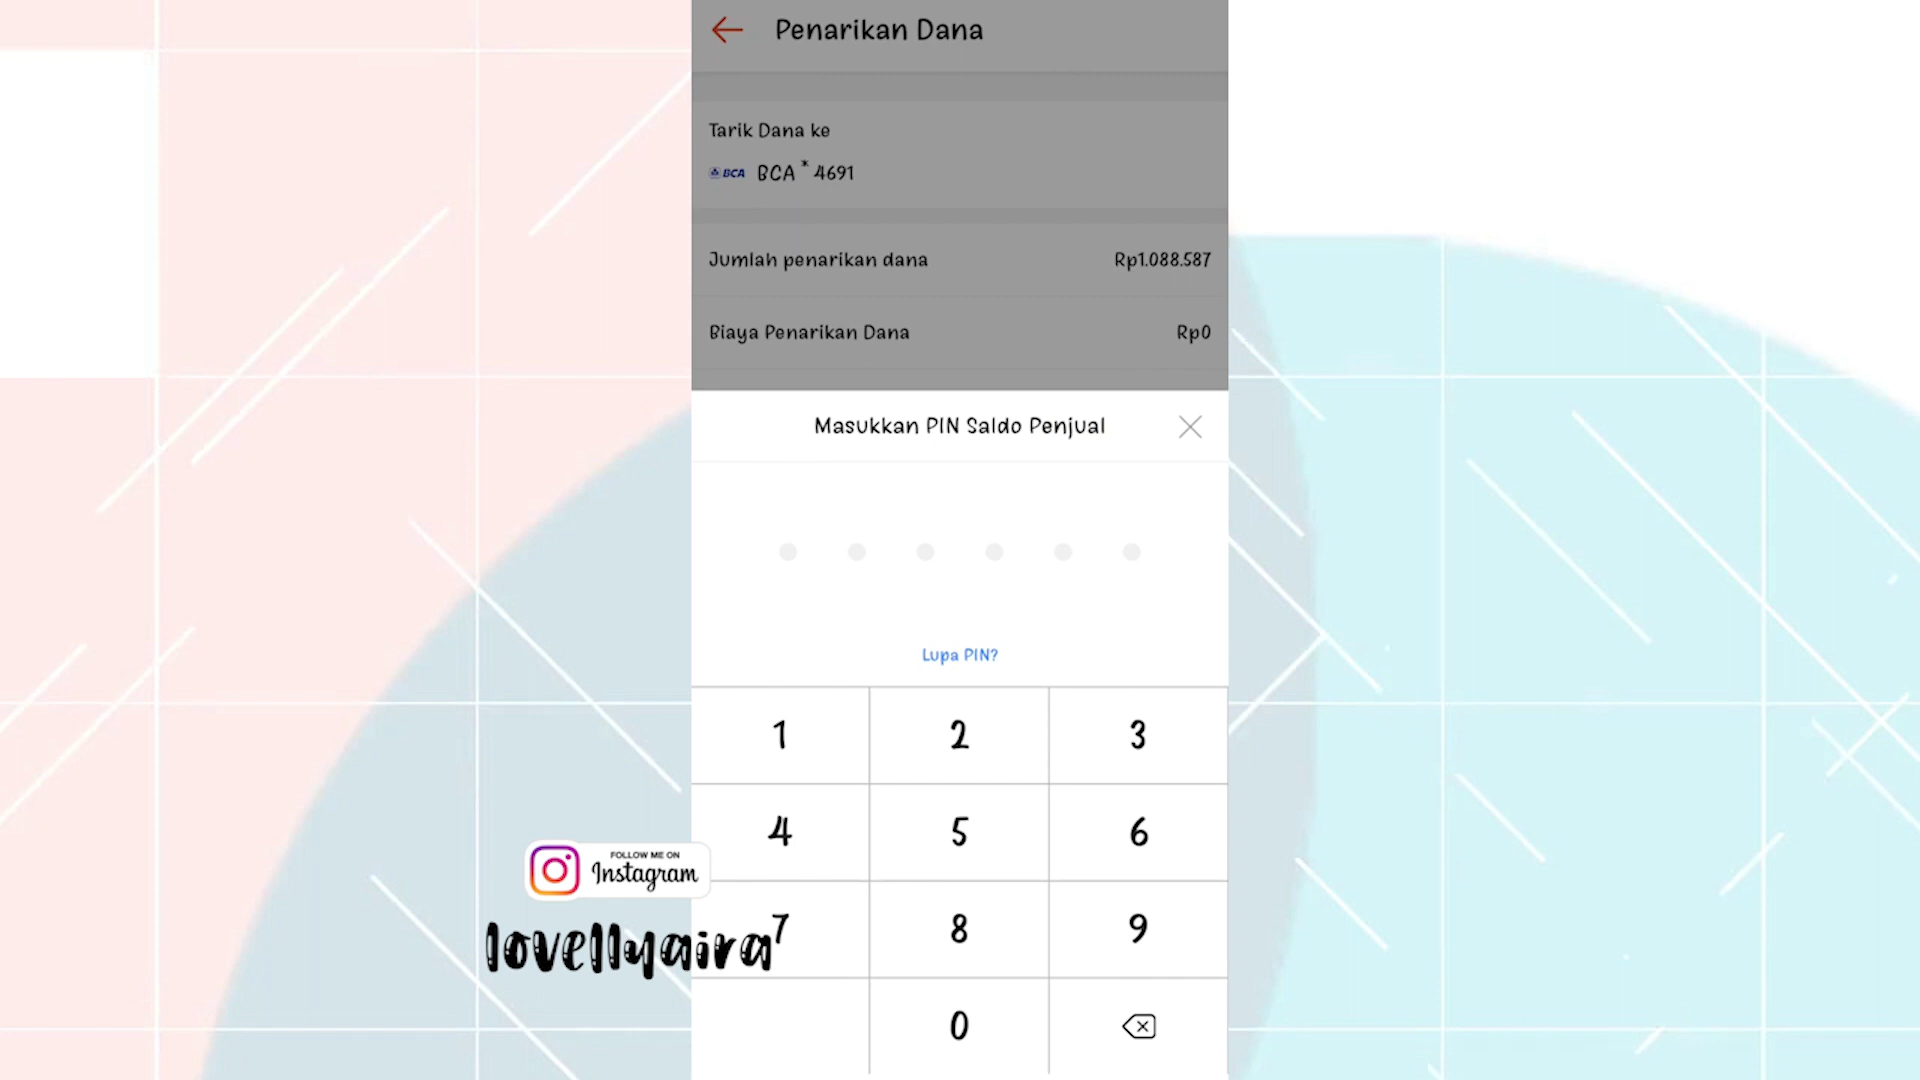 Penarikan Dana
Tarik Dana ke
BCA BCA * 4691
Jumlah penarikan dana Rp1.088.587
Biaya Penarikan Dana Rp0
Masukkan PIN Saldo Penjual
Lupa PIN?
1 2 3
4 5 6
7 8 9
0
FOLLOW ME ON
Instagram
lovellyaira